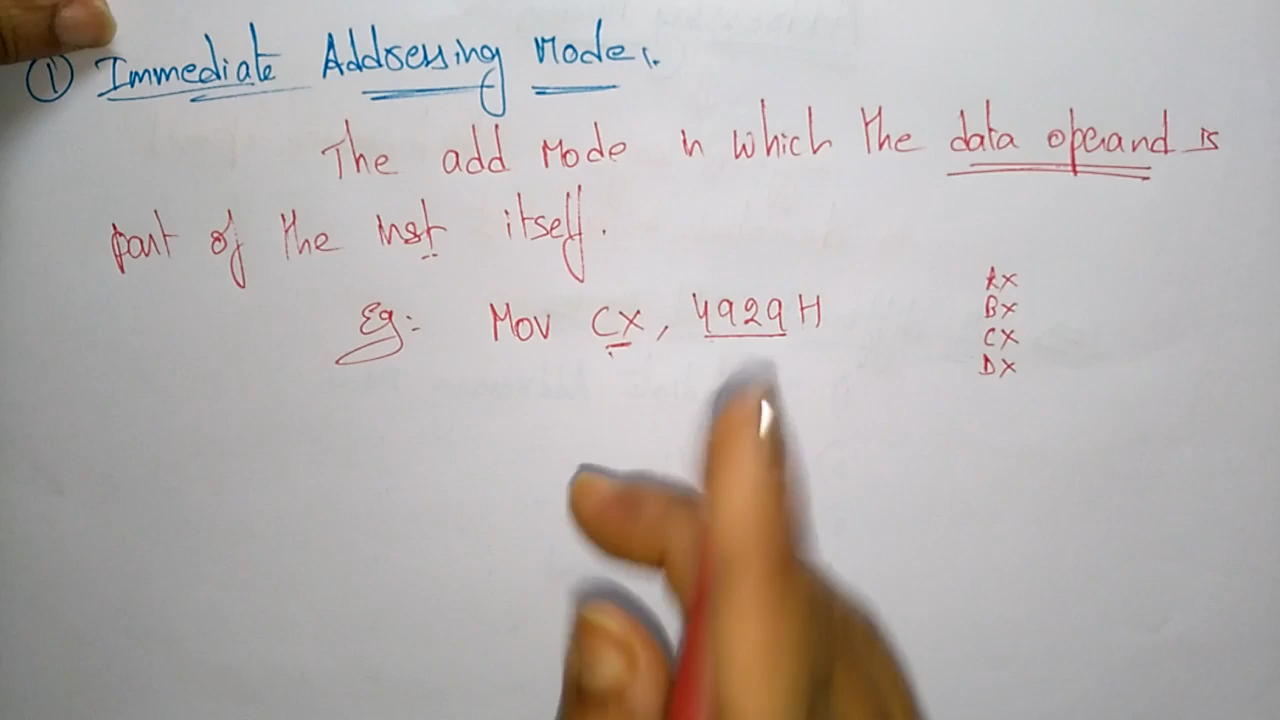 ① Immediate Addressing Mode:.
The add Mode in which the data operand is
part of the inst itself.
Eg: Mov CX, 4929H
AX
BX
CX
DX